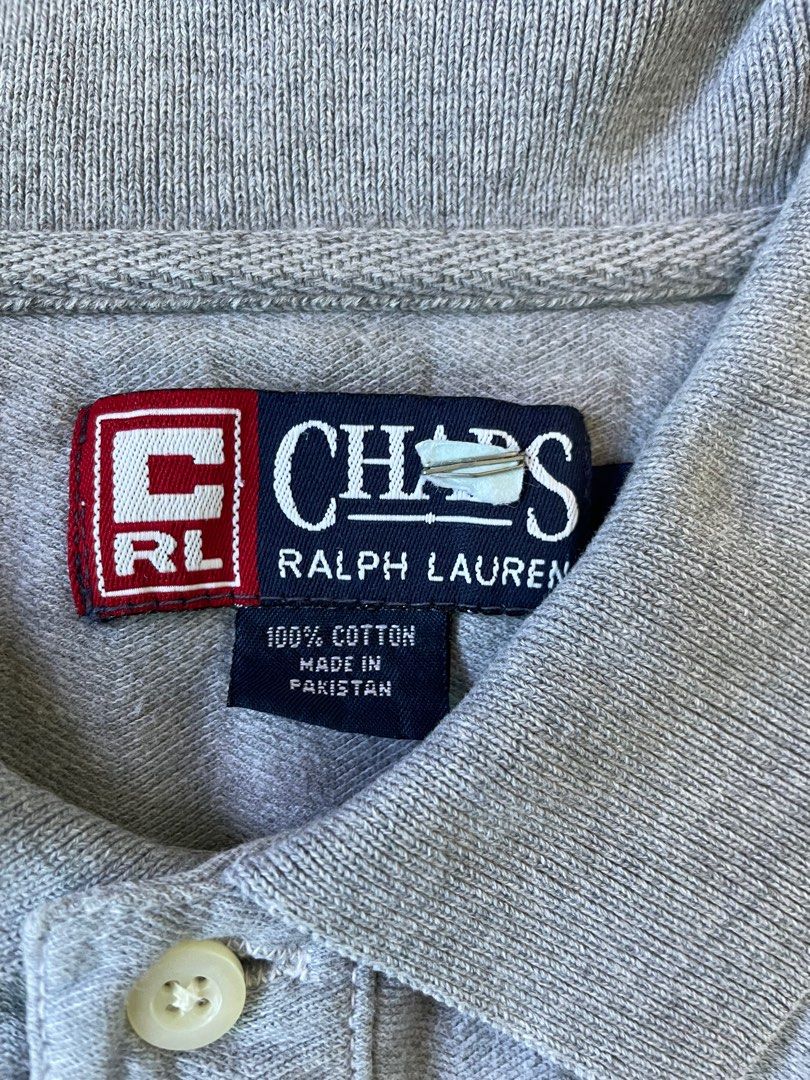 C
RL
CHAPS
RALPH LAUREN
100% COTTON
MADE IN
PAKISTAN